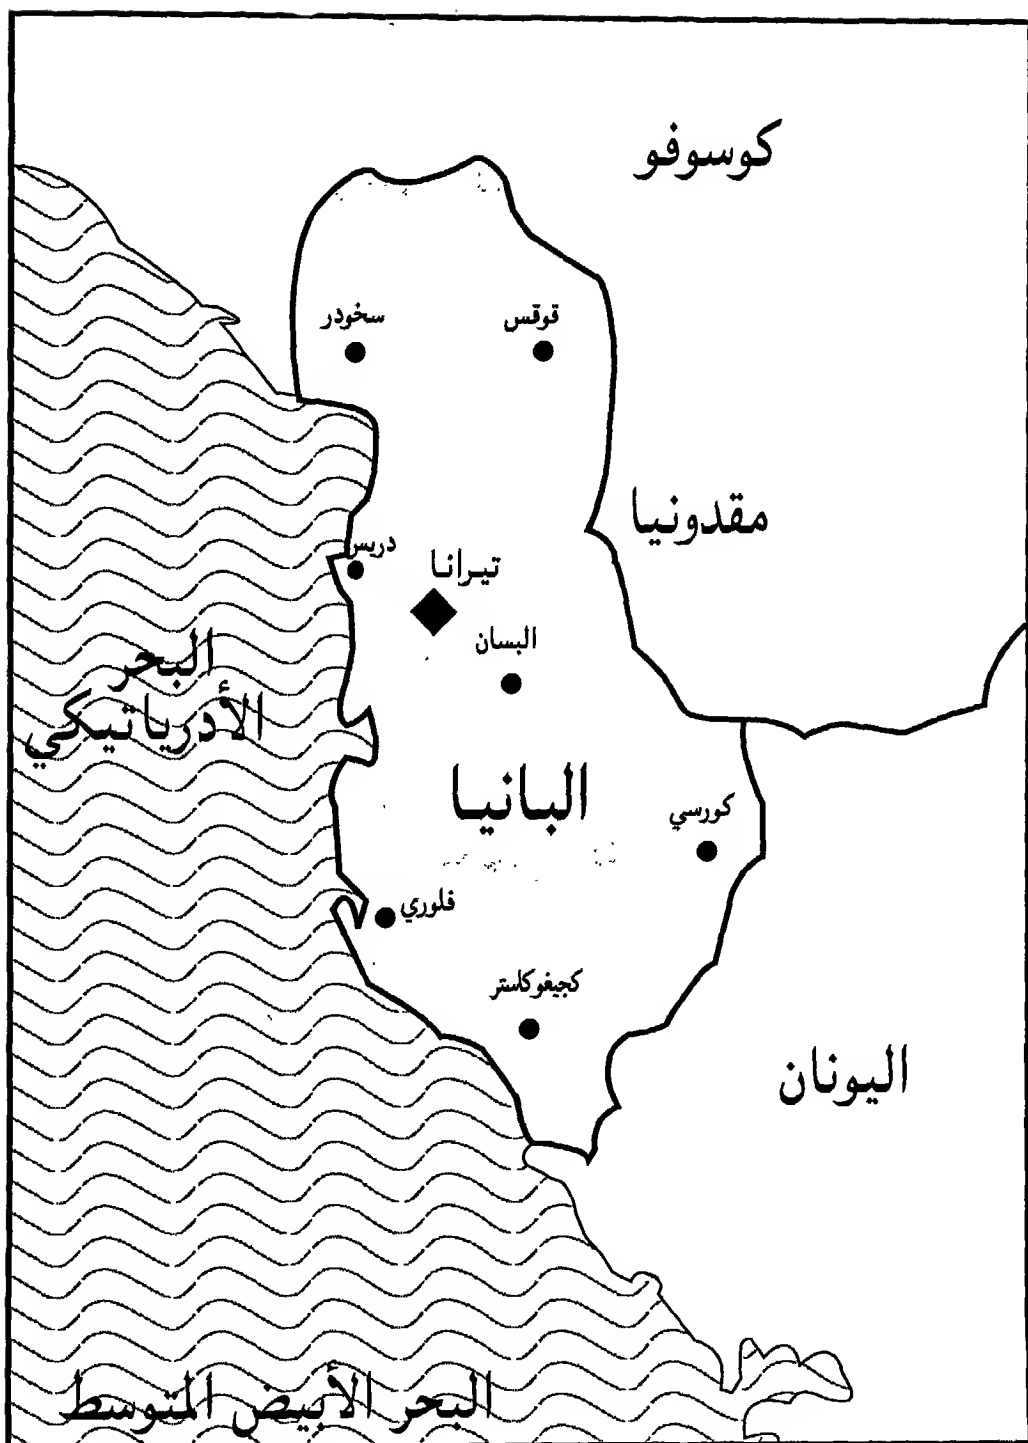 كوسوفو
سخودر
قوقس
مقدونيا
دريس
تيرانا
البسان
البحر
الأدرياتيكي
البانيا
كورسي
فلوري
كجيغوكاستر
اليونان
البحر الأبيض المتوسط